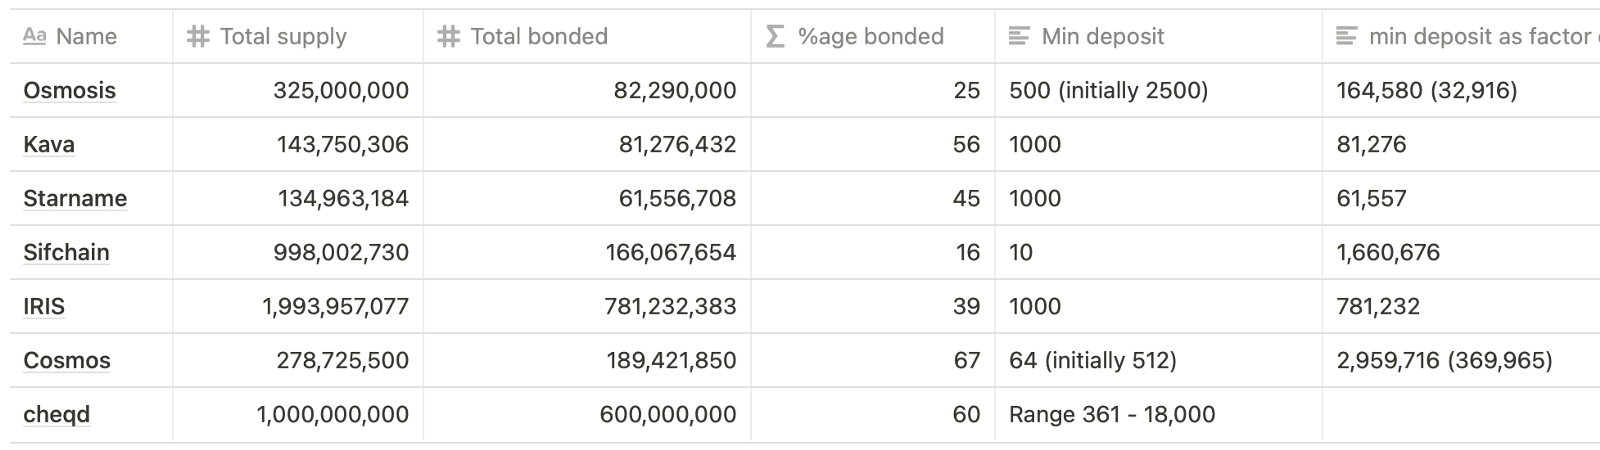 Aa Name # Total supply # Total bonded Σ %age bonded Min deposit min deposit as factor
Osmosis 325,000,000 82,290,000 25 500 (initially 2500) 164,580 (32,916)
Kava 143,750,306 81,276,432 56 1000 81,276
Starname 134,963,184 61,556,708 45 1000 61,557
Sifchain 998,002,730 166,067,654 16 10 1,660,676
IRIS 1,993,957,077 781,232,383 39 1000 781,232
Cosmos 278,725,500 189,421,850 67 64 (initially 512) 2,959,716 (369,965)
cheqd 1,000,000,000 600,000,000 60 Range 361 - 18,000